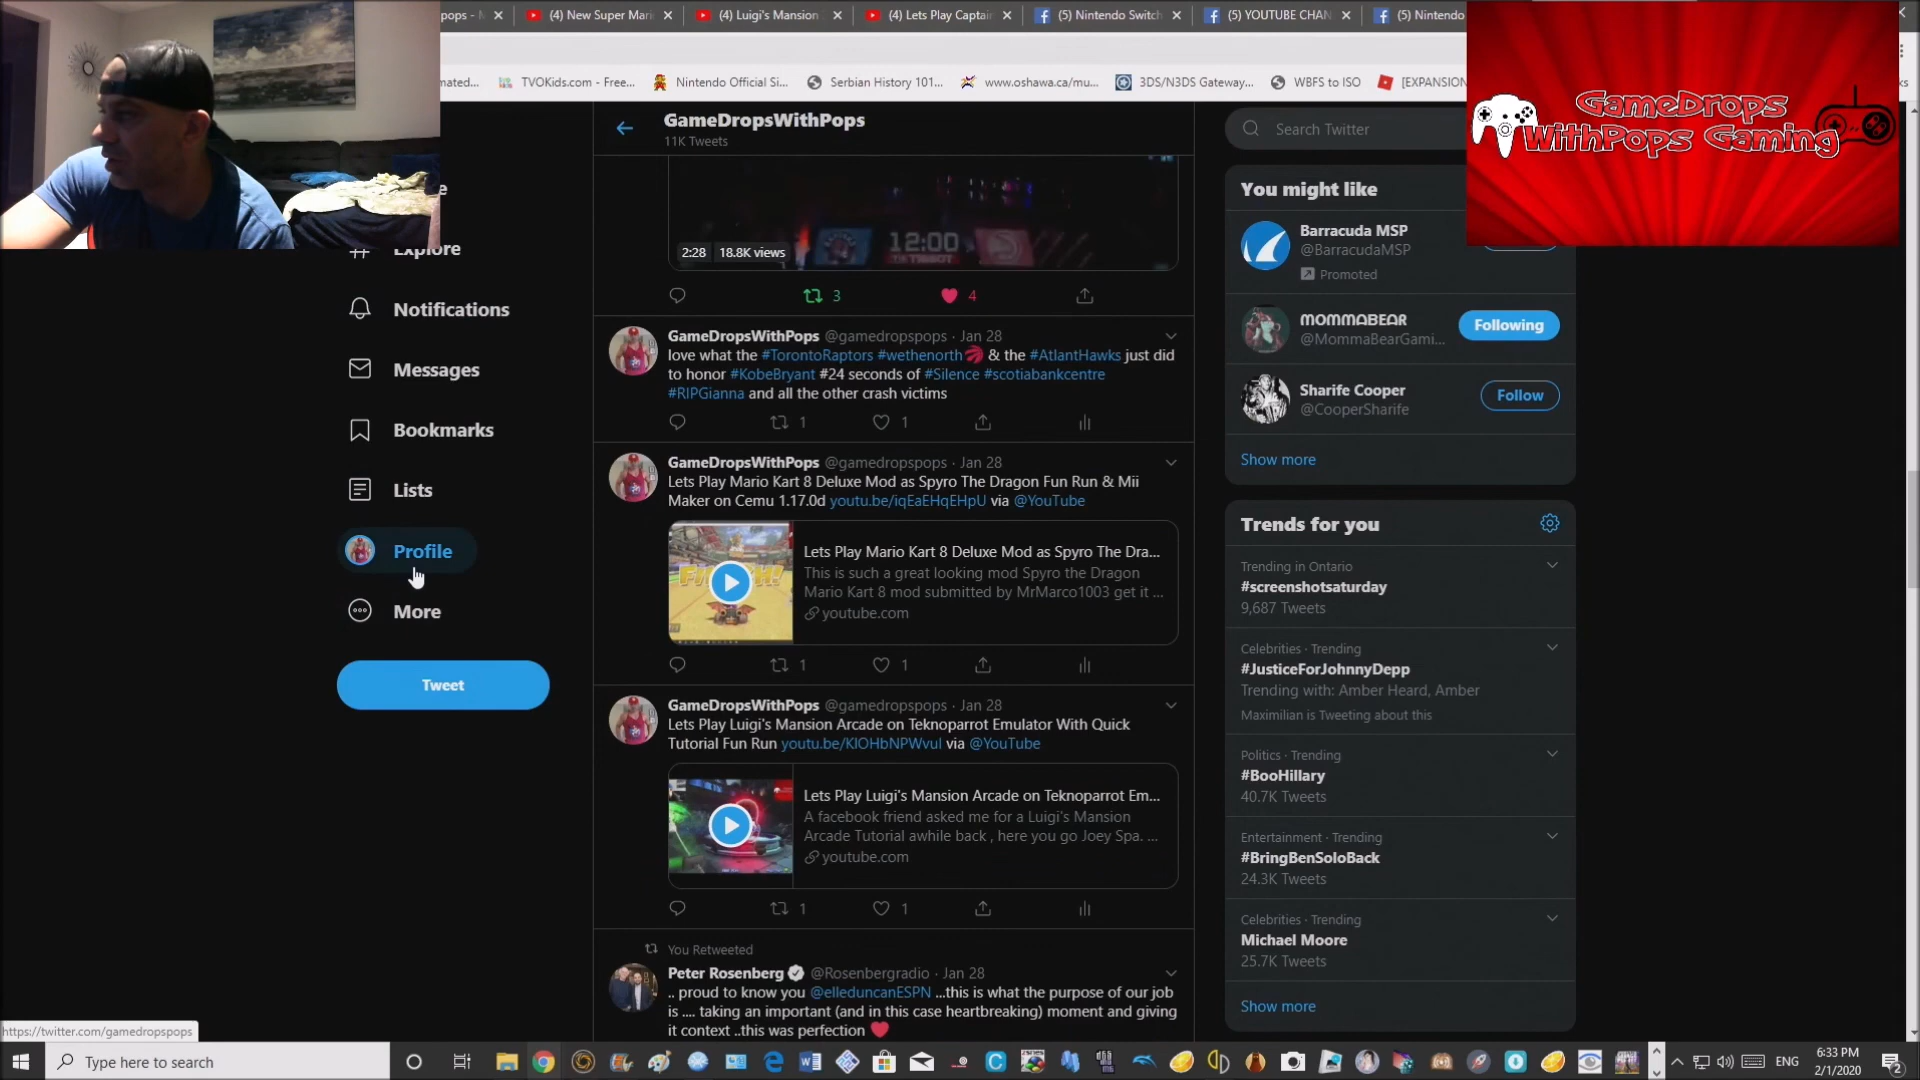 pops - M
(4) New Super Mari
(4) Luigi's Mansion
(4) Lets Play Captain
(5) Nintendo Switch
(5) YOUTUBE CHAN
(5) Nintendo
mated...
TVOKids.com - Free...
Nintendo Official Si...
Serbian History 101...
www.oshawa.ca/mu...
3DS/N3DS Gateway...
WBFS to ISO
[EXPANSION
GameDrops
WithPops Gaming
Explore
Notifications
Messages
Bookmarks
Lists
Profile
More
Tweet
GameDropsWithPops
11K Tweets
12:00
TISSOT
2:28 18.8K views
3 4
GameDropsWithPops @gamedropspops · Jan 28
love what the #TorontoRaptors #wethenorth & the #AtlantHawks just did
to honor #KobeBryant #24 seconds of #Silence #scotiabankcentre
#RIPGianna and all the other crash victims
1 1
GameDropsWithPops @gamedropspops · Jan 28
Lets Play Mario Kart 8 Deluxe Mod as Spyro The Dragon Fun Run & Mii
Maker on Cemu 1.17.0d youtu.be/iqEaEHqEHpU via @YouTube
FINISH!
Lets Play Mario Kart 8 Deluxe Mod as Spyro The Dra...
This is such a great looking mod Spyro the Dragon
Mario Kart 8 mod submitted by MrMarco1003 get it ...
youtube.com
1 1
GameDropsWithPops @gamedropspops · Jan 28
Lets Play Luigi's Mansion Arcade on Teknoparrot Emulator With Quick
Tutorial Fun Run youtu.be/KlOHbNPWvuI via @YouTube
Lets Play Luigi's Mansion Arcade on Teknoparrot Em...
A facebook friend asked me for a Luigi's Mansion
Arcade Tutorial awhile back , here you go Joey Spa. ...
youtube.com
1 1
You Retweeted
Peter Rosenberg @Rosenbergradio · Jan 28
.. proud to know you @elleduncanESPN ...this is what the purpose of our job
is .... taking an important (and in this case heartbreaking) moment and giving
it context ..this was perfection
Search Twitter
You might like
Barracuda MSP
@BarracudaMSP
Promoted
MOMMABEAR
@MommaBearGami...
Following
Sharife Cooper
@CooperSharife
Follow
Show more
Trends for you
Trending in Ontario
#screenshotsaturday
9,687 Tweets
Celebrities · Trending
#JusticeForJohnnyDepp
Trending with: Amber Heard, Amber
Maximilian is Tweeting about this
Politics · Trending
#BooHillary
40.7K Tweets
Entertainment · Trending
#BringBenSoloBack
24.3K Tweets
Celebrities · Trending
Michael Moore
25.7K Tweets
Show more
https://twitter.com/gamedropspops
Type here to search
ENG
6:33 PM
2/1/2020
2